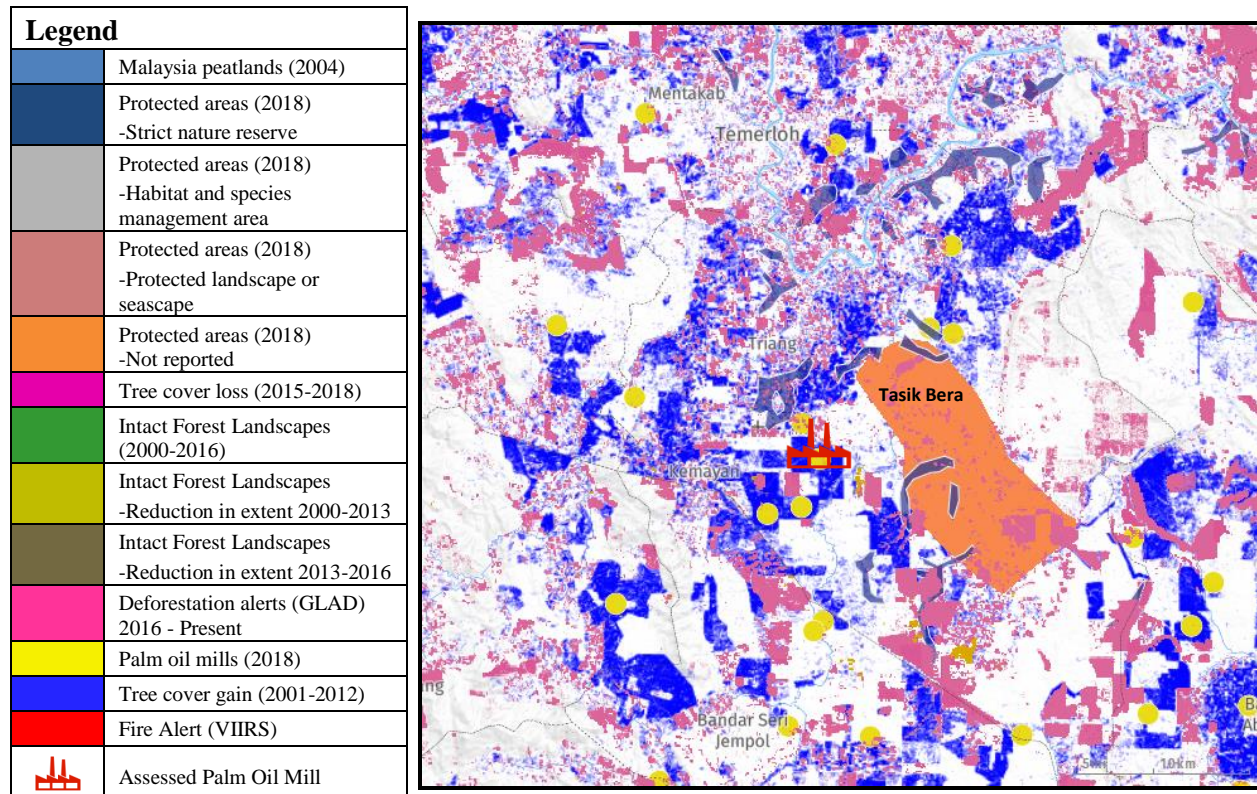 Legend
Malaysia peatlands (2004)
Protected areas (2018)
-Strict nature reserve
Protected areas (2018)
-Habitat and species
management area
Protected areas (2018)
-Protected landscape or
seascape
Protected areas (2018)
-Not reported
Tree cover loss (2015-2018)
Intact Forest Landscapes
(2000-2016)
Intact Forest Landscapes
-Reduction in extent 2000-2013
Intact Forest Landscapes
-Reduction in extent 2013-2016
Deforestation alerts (GLAD)
2016 - Present
Palm oil mills (2018)
Tree cover gain (2001-2012)
Fire Alert (VIIRS)
Assessed Palm Oil Mill
Mentakab
Temerloh
Triang
Tasik Bera
Kemayan
Bandar Seri
Jempol
10km